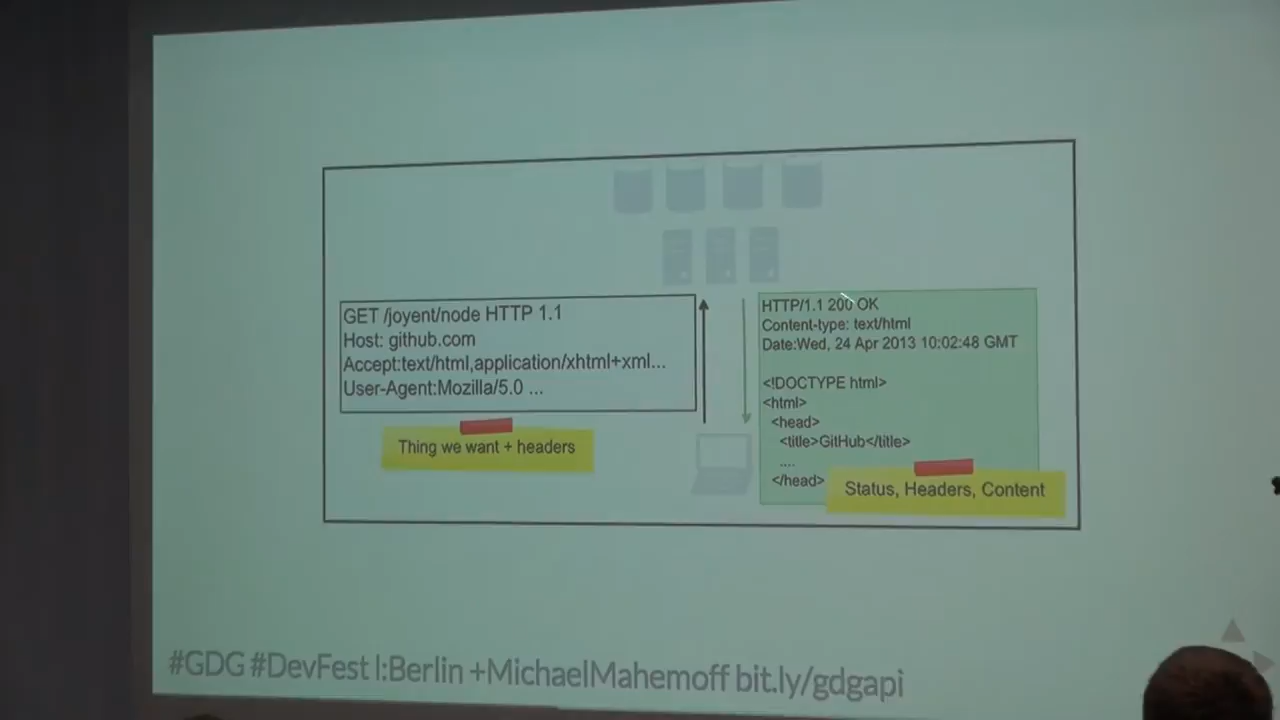 GET /joyent/node HTTP 1.1
Host: github.com
Accept:text/html,application/xhtml+xml...
User-Agent:Mozilla/5.0 ...
Thing we want + headers
HTTP/1.1 200 OK
Content-type: text/html
Date:Wed, 24 Apr 2013 10:02:48 GMT
<!DOCTYPE html>
<html>
<head>
<title>GitHub</title>
....
</head>
Status, Headers, Content
#GDG #DevFest |:Berlin +MichaelMahemoff bit.ly/gdgapi